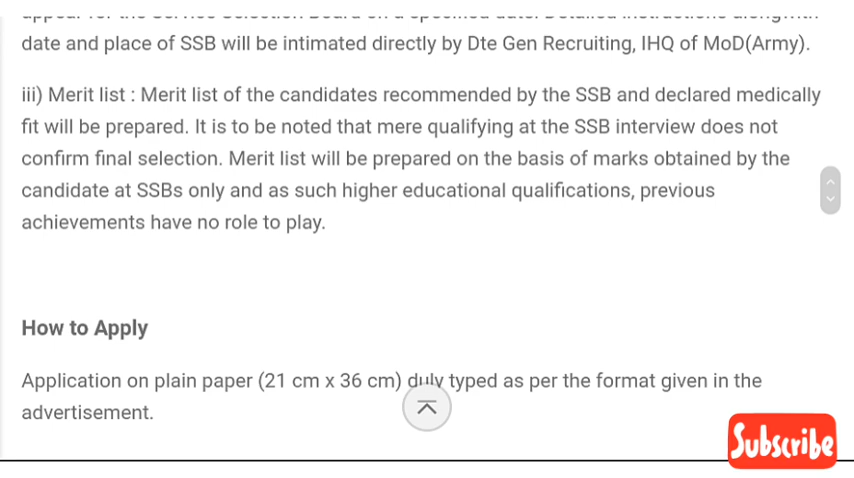 date and place of SSB will be intimated directly by Dte Gen Recruiting, IHQ of MoD(Army).
iii) Merit list : Merit list of the candidates recommended by the SSB and declared medically
fit will be prepared. It is to be noted that mere qualifying at the SSB interview does not
confirm final selection. Merit list will be prepared on the basis of marks obtained by the
candidate at SSBs only and as such higher educational qualifications, previous
achievements have no role to play.
How to Apply
Application on plain paper (21 cm x 36 cm) duly typed as per the format given in the
advertisement.
Subscribe